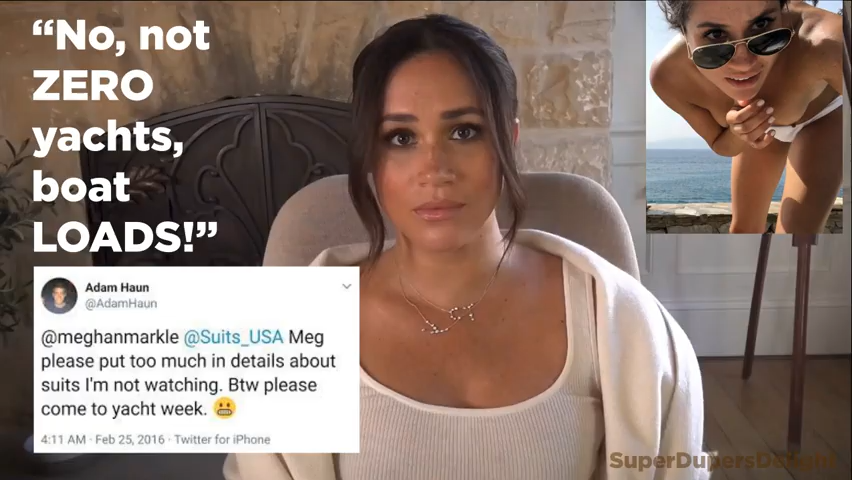 “No, not
ZERO
yachts,
boat
LOADS!”
Adam Haun
@AdamHaun
@meghanmarkle @Suits_USA Meg
please put too much in details about
suits I'm not watching. Btw please
come to yacht week. 😬
4:11 AM · Feb 25, 2016 · Twitter for iPhone
SuperDupersDelight